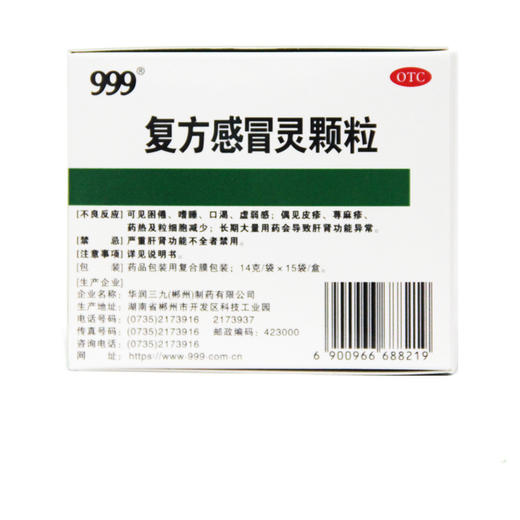 999®
OTC
复方感冒灵颗粒
[不良反应] 可见困倦、嗜睡、口渴、虚弱感；偶见皮疹、荨麻疹、
药热及粒细胞减少；长期大量用药会导致肝肾功能异常。
[禁 忌] 严重肝肾功能不全者禁用。
[注意事项] 详见说明书。
[包 装] 药品包装用复合膜包装；14克/袋×15袋/盒。
[生产企业]
企业名称：华润三九(郴州)制药有限公司
生产地址：湖南省郴州市开发区科技工业园
电话号码：(0735)2173916 2173937
传真号码：(0735)2173916 邮政编码：423000
咨询电话：(0735)2173916
网 址：https://www·999·com·cn
6 900966 688219